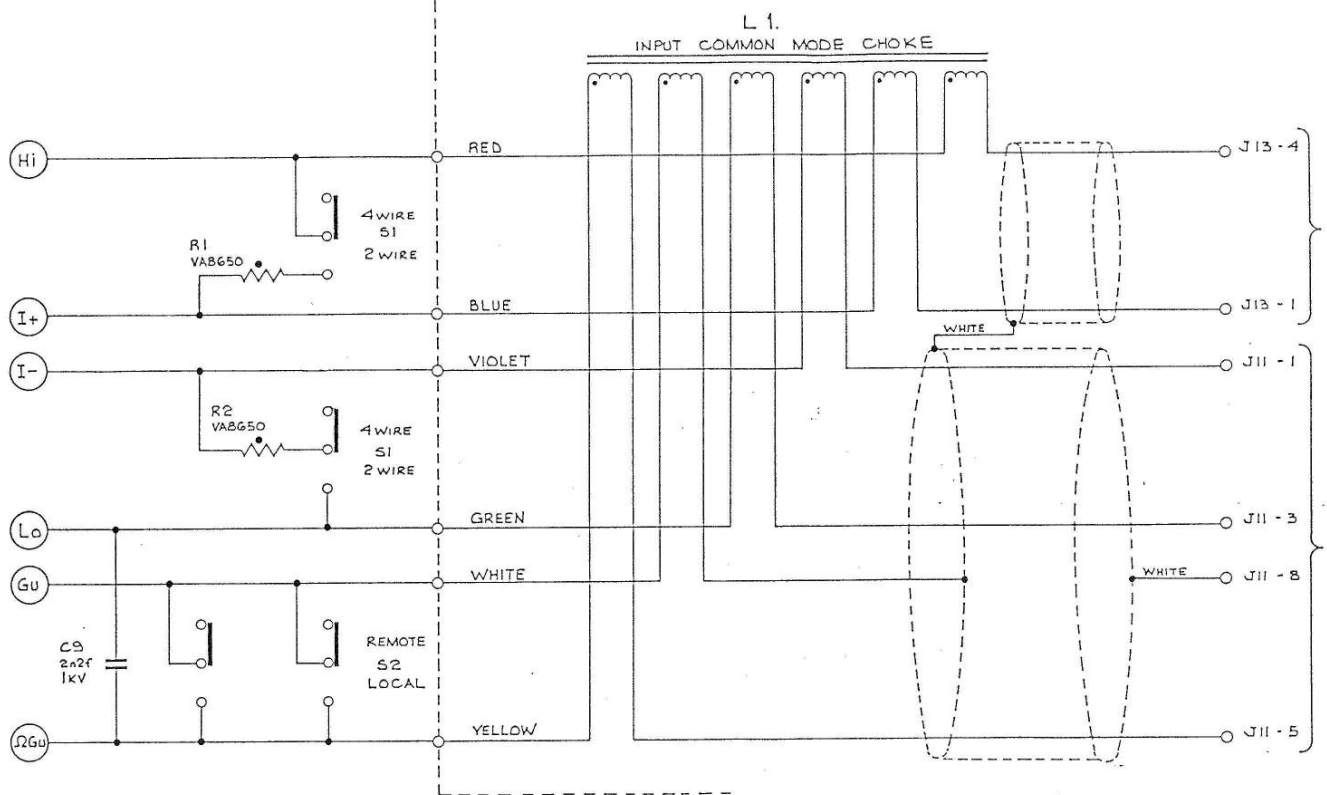 L 1.
INPUT COMMON MODE CHOKE
Hi
RED
J13-4
4 WIRE
S1
2 WIRE
R1
VA8650
I+
BLUE
J13-1
WHITE
I-
VIOLET
J11-1
R2
VA8650
4 WIRE
S1
2 WIRE
Lo
GREEN
J11-3
Gu
WHITE
WHITE
J11-8
C9
2n2f
1kV
REMOTE
S2
LOCAL
ΩGu
YELLOW
J11-5